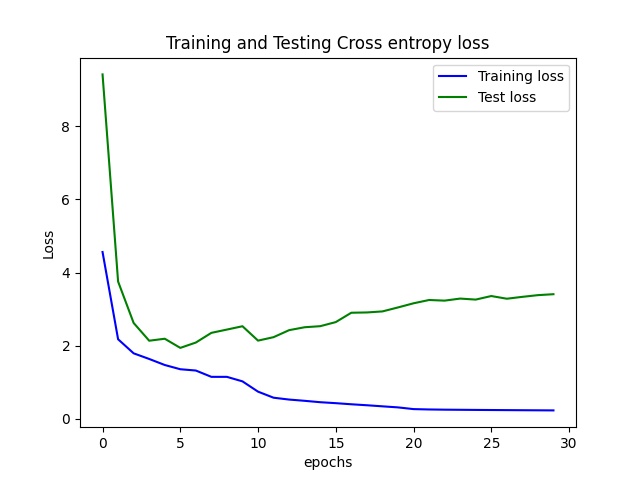 Training and Testing Cross entropy loss
Training loss
Test loss
Loss
8
6
4
2
0
0 5 10 15 20 25 30
epochs